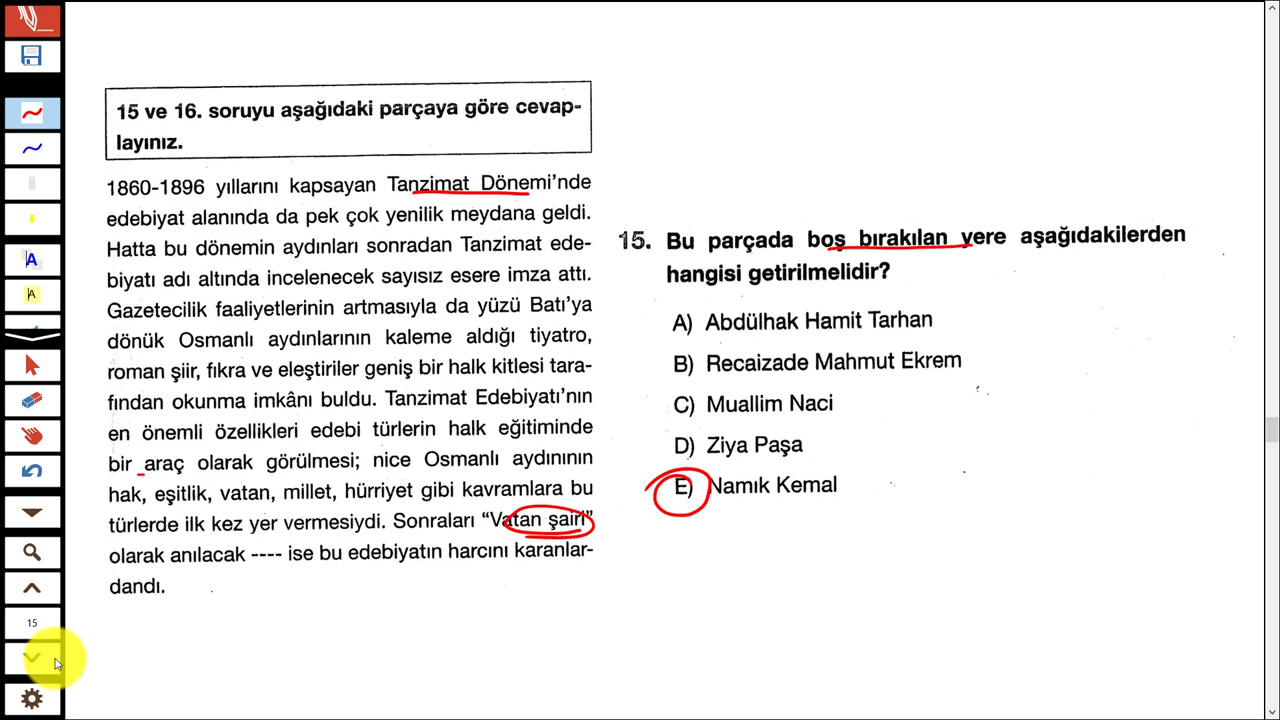 15 ve 16. soruyu aşağıdaki parçaya göre cevap-
layınız.
1860-1896 yıllarını kapsayan Tanzimat Dönemi’nde
edebiyat alanında da pek çok yenilik meydana geldi.
Hatta bu dönemin aydınları sonradan Tanzimat ede-
biyatı adı altında incelenecek sayısız esere imza attı.
Gazetecilik faaliyetlerinin artmasıyla da yüzü Batı’ya
dönük Osmanlı aydınlarının kaleme aldığı tiyatro,
roman şiir, fıkra ve eleştiriler geniş bir halk kitlesi tara-
fından okunma imkânı buldu. Tanzimat Edebiyatı’nın
en önemli özellikleri edebi türlerin halk eğitiminde
bir araç olarak görülmesi; nice Osmanlı aydınının
hak, eşitlik, vatan, millet, hürriyet gibi kavramlara bu
türlerde ilk kez yer vermesiydi. Sonraları “Vatan şairi”
olarak anılacak ---- ise bu edebiyatın harcını karanlar-
dandı.
15. Bu parçada boş bırakılan yere aşağıdakilerden
hangisi getirilmelidir?
A) Abdülhak Hamit Tarhan
B) Recaizade Mahmut Ekrem
C) Muallim Naci
D) Ziya Paşa
E) Namık Kemal
A
A
15